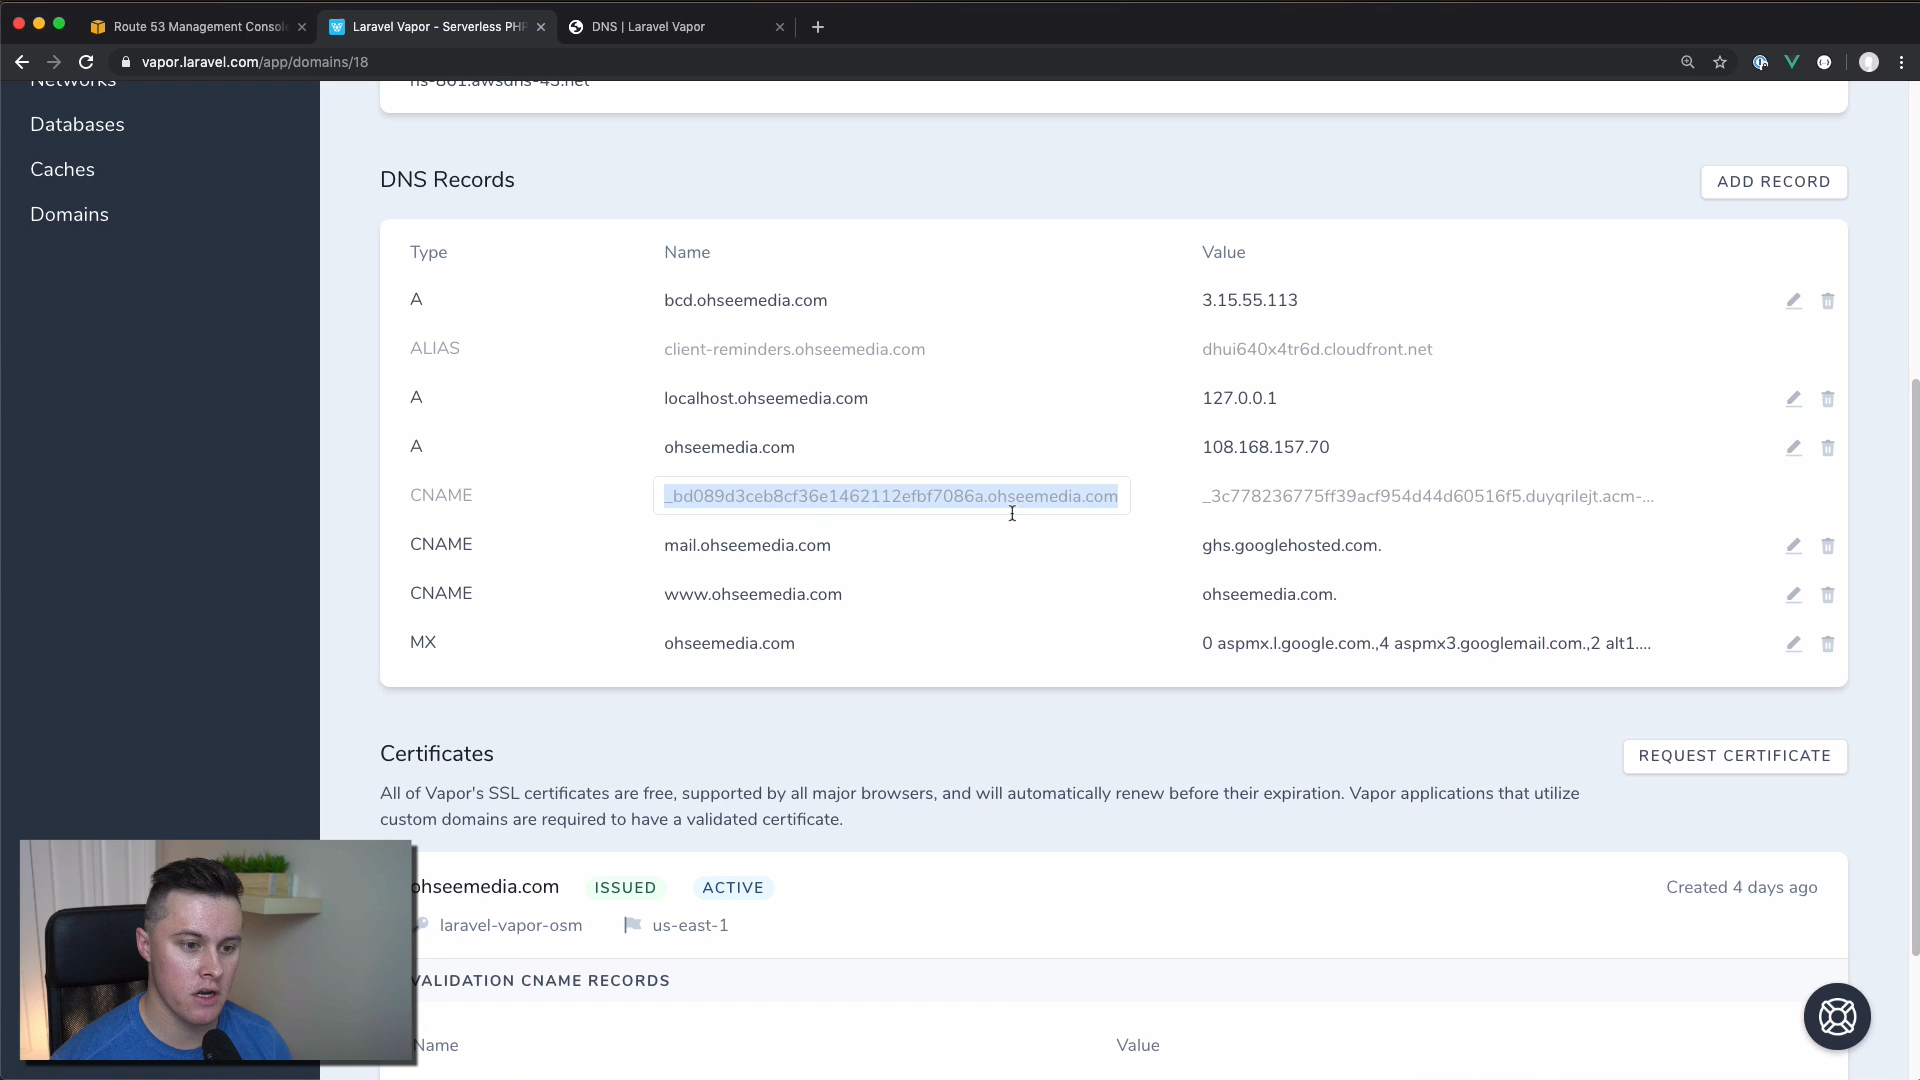 Route 53 Management Consol
Laravel Vapor - Serverless PHP
DNS | Laravel Vapor
vapor.laravel.com/app/domains/18
Networks
ns-861.awsdns-43.net
Databases
Caches
Domains
DNS Records
ADD RECORD
Type Name Value
A bcd.ohseemedia.com 3.15.55.113
ALIAS client-reminders.ohseemedia.com dhui640x4tr6d.cloudfront.net
A localhost.ohseemedia.com 127.0.0.1
A ohseemedia.com 108.168.157.70
CNAME _bd089d3ceb8cf36e1462112efbf7086a.ohseemedia.com _3c778236775ff39acf954d44d60516f5.duyqrilejt.acm-...
CNAME mail.ohseemedia.com ghs.googlehosted.com.
CNAME www.ohseemedia.com ohseemedia.com.
MX ohseemedia.com 0 aspmx.l.google.com.,4 aspmx3.googlemail.com.,2 alt1....
Certificates
REQUEST CERTIFICATE
All of Vapor's SSL certificates are free, supported by all major browsers, and will automatically renew before their expiration. Vapor applications that utilize
custom domains are required to have a validated certificate.
ohseemedia.com ISSUED ACTIVE Created 4 days ago
laravel-vapor-osm us-east-1
VALIDATION CNAME RECORDS
Name Value